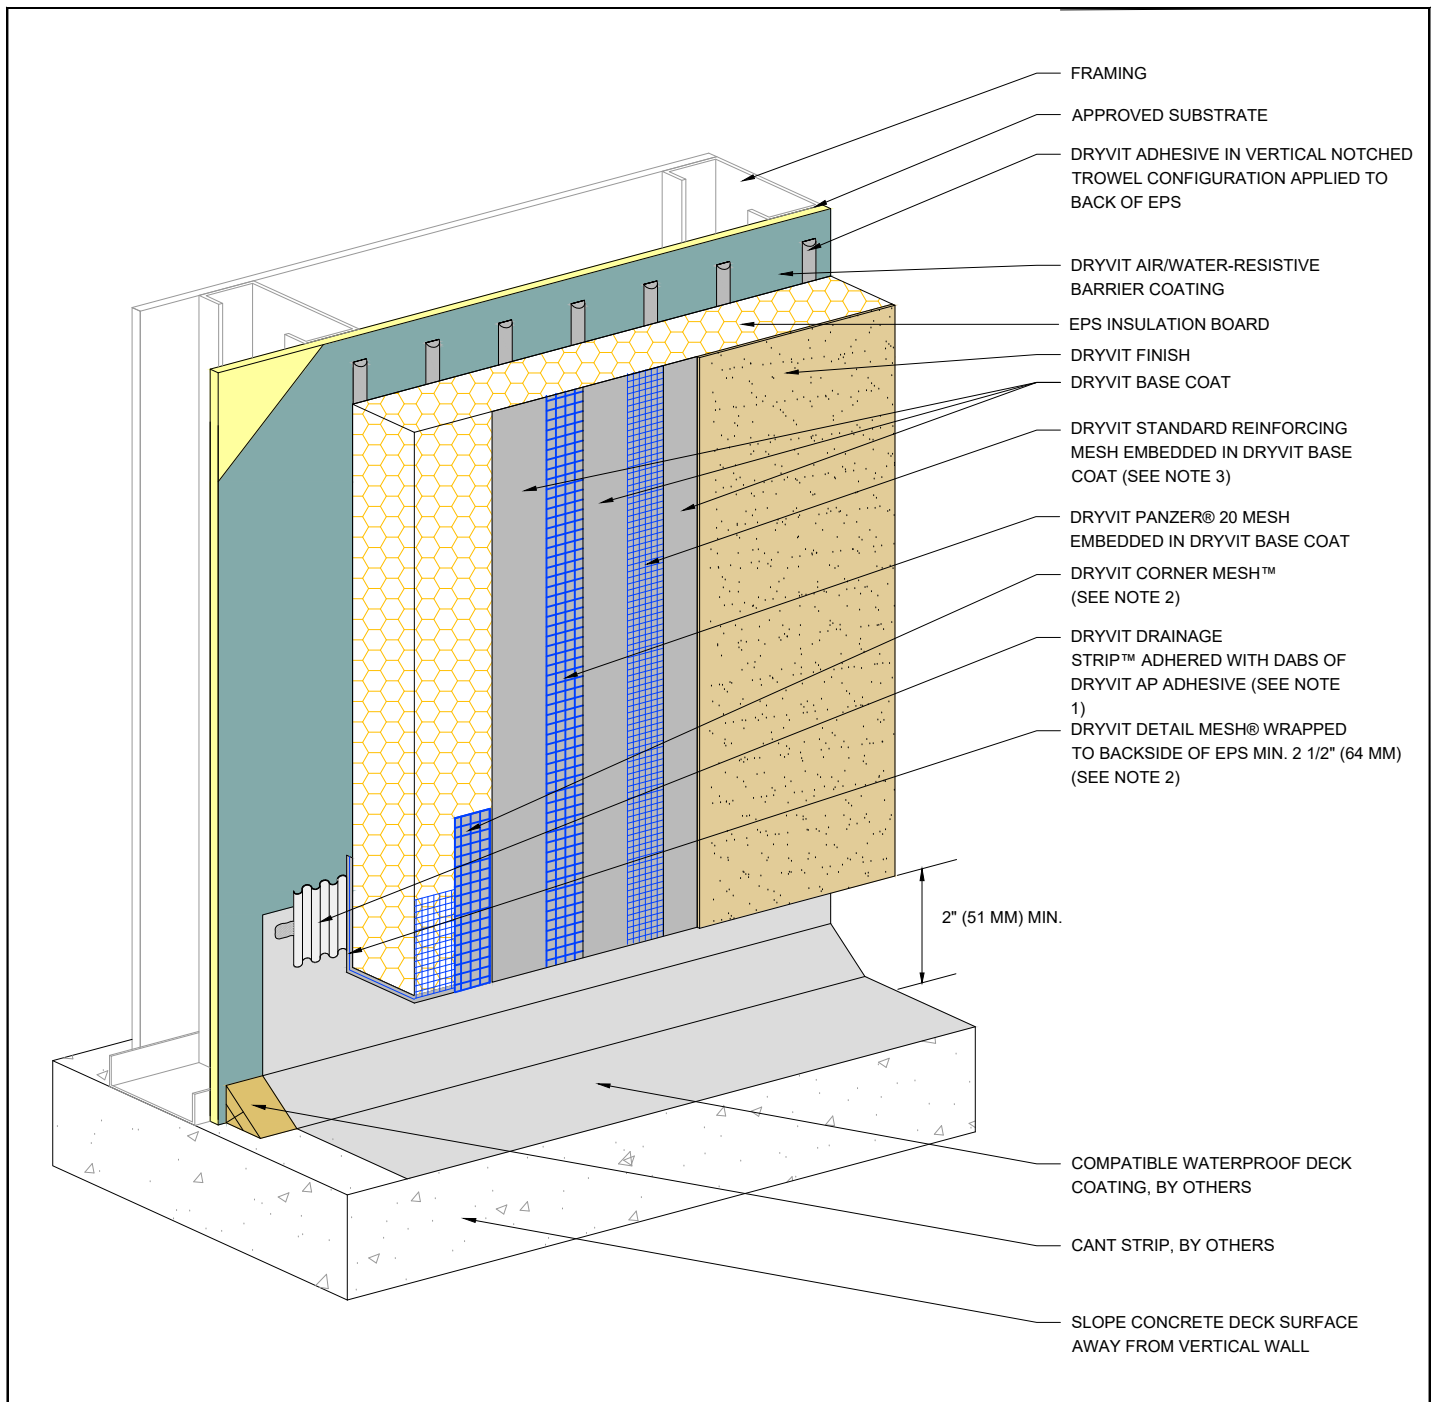 FRAMING
APPROVED SUBSTRATE
DRYVIT ADHESIVE IN VERTICAL NOTCHED
TROWEL CONFIGURATION APPLIED TO
BACK OF EPS
DRYVIT AIR/WATER-RESISTIVE
BARRIER COATING
EPS INSULATION BOARD
DRYVIT FINISH
DRYVIT BASE COAT
DRYVIT STANDARD REINFORCING
MESH EMBEDDED IN DRYVIT BASE
COAT (SEE NOTE 3)
DRYVIT PANZER® 20 MESH
EMBEDDED IN DRYVIT BASE COAT
DRYVIT CORNER MESH™
(SEE NOTE 2)
DRYVIT DRAINAGE
STRIP™ ADHERED WITH DABS OF
DRYVIT AP ADHESIVE (SEE NOTE
1)
DRYVIT DETAIL MESH® WRAPPED
TO BACKSIDE OF EPS MIN. 2 1/2" (64 MM)
(SEE NOTE 2)
2" (51 MM) MIN.
COMPATIBLE WATERPROOF DECK
COATING, BY OTHERS
CANT STRIP, BY OTHERS
SLOPE CONCRETE DECK SURFACE
AWAY FROM VERTICAL WALL